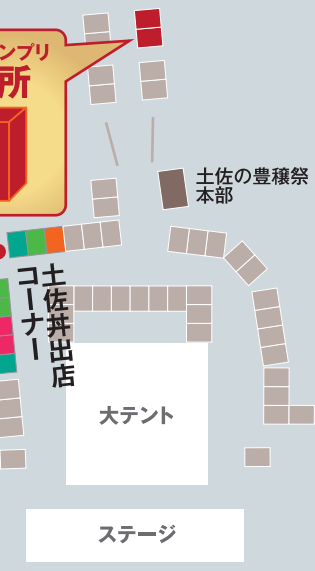 ンプリ
所
土佐の豊穣祭
本部
土佐丼出店
コーナー
大テント
ステージ